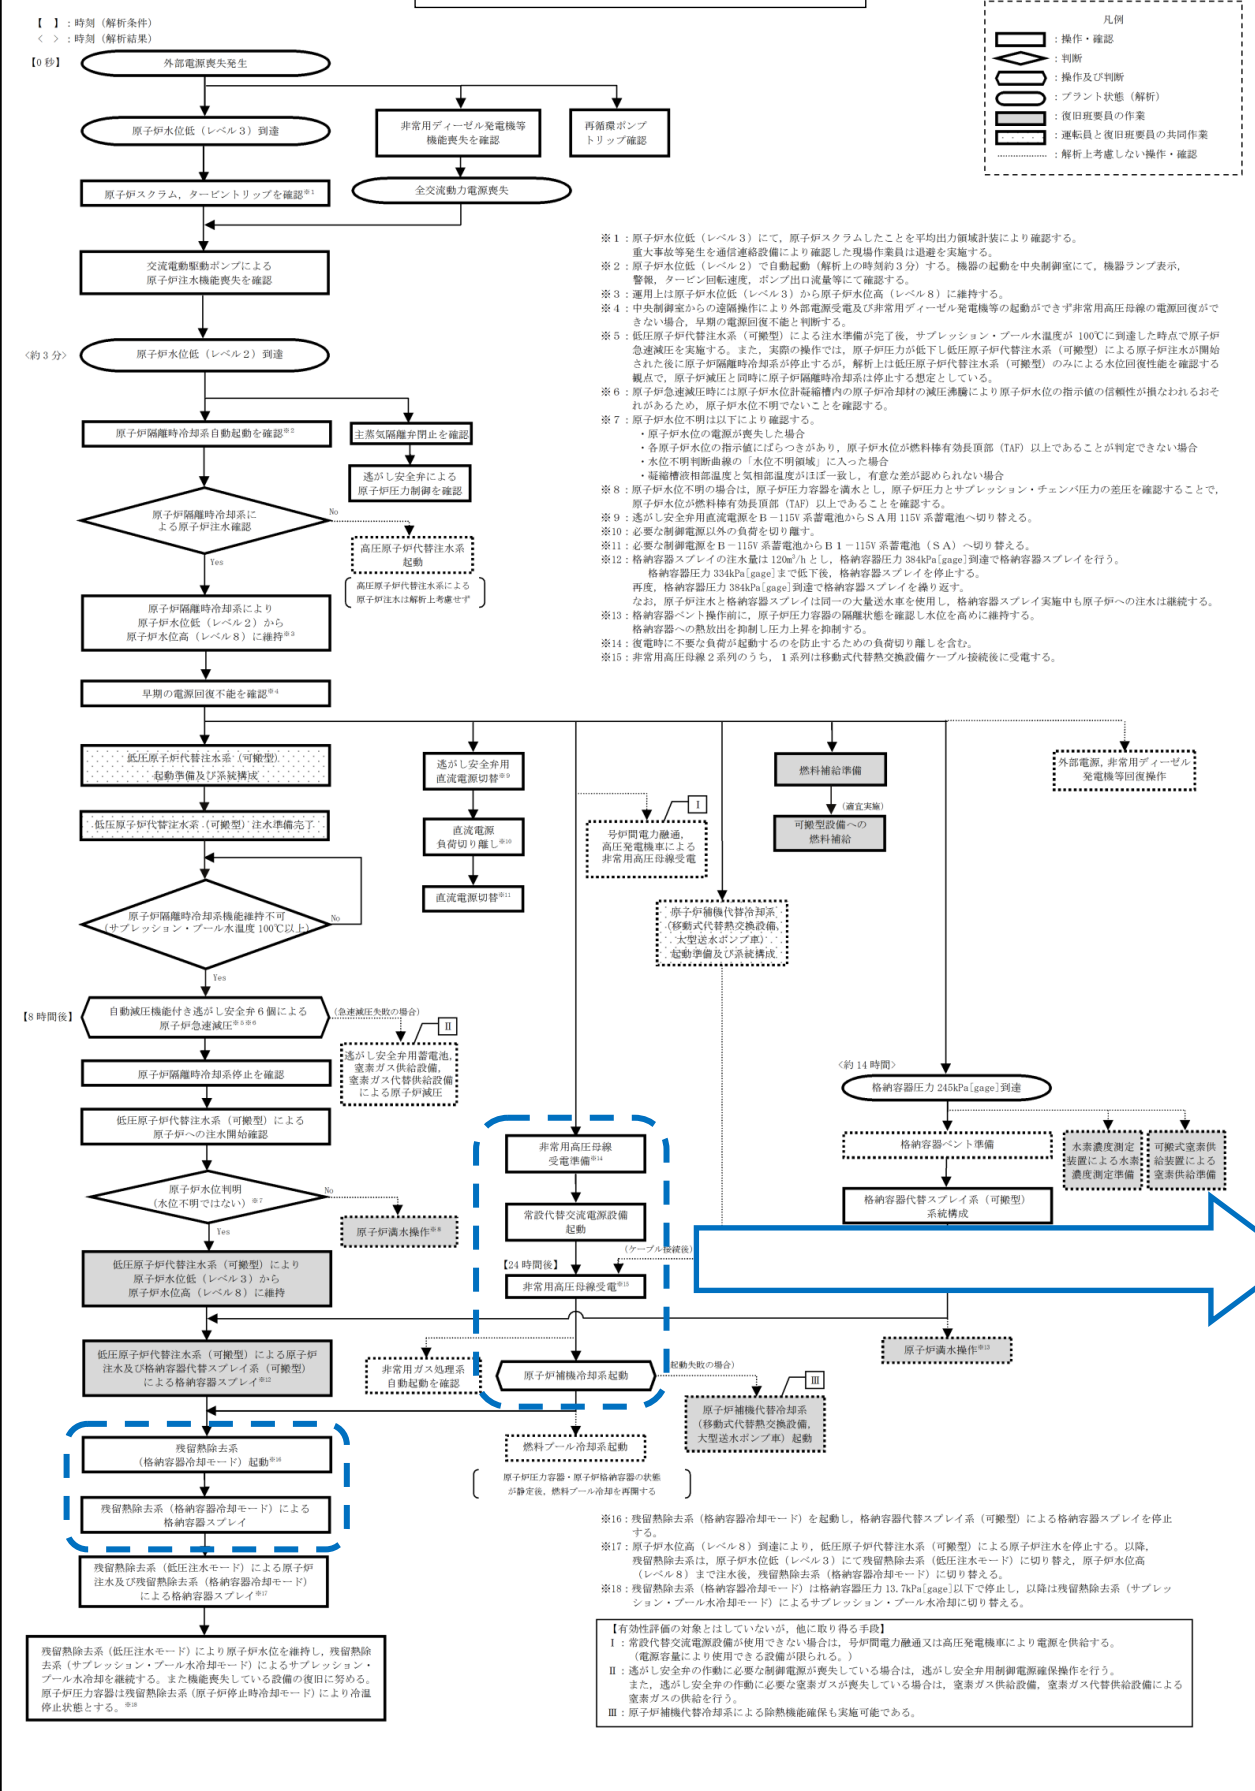 【　】：時刻（解析条件）
＜　＞：時刻（解析結果）
凡例
：操作・確認
：判断
：操作及び判断
：プラント状態（解析）
：復旧班要員の作業
：運転員と復旧班要員の共同作業
：解析上考慮しない操作・確認
【0秒】
外部電源喪失発生
原子炉水位低（レベル3）到達
非常用ディーゼル発電機等
機能喪失を確認
再循環ポンプ
トリップ確認
原子炉スクラム，タービントリップを確認※1
全交流動力電源喪失
交流電動駆動ポンプによる
原子炉注水機能喪失を確認
〈約3分〉
原子炉水位低（レベル2）到達
原子炉隔離時冷却系自動起動を確認※2
主蒸気隔離弁閉止を確認
逃がし安全弁による
原子炉圧力制御を確認
原子炉隔離時冷却系に
よる原子炉注水確認
No
Yes
高圧原子炉代替注水系
起動
高圧原子炉代替注水系による
原子炉注水は解析上考慮せず
原子炉隔離時冷却系により
原子炉水位低（レベル2）から
原子炉水位高（レベル8）に維持※3
早期の電源回復不能を確認※4
※1：原子炉水位低（レベル3）にて，原子炉スクラムしたことを平均出力領域計装により確認する。
重大事故等発生を通信連絡設備により確認した現場作業員は退避を実施する。
※2：原子炉水位低（レベル2）で自動起動（解析上の時刻約3分）する。機器の起動を中央制御室にて，機器ランプ表示，
警報，タービン回転速度，ポンプ出口流量等にて確認する。
※3：運用上は原子炉水位低（レベル3）から原子炉水位高（レベル8）に維持する。
※4：中央制御室からの遠隔操作により外部電源受電及び非常用ディーゼル発電機等の起動ができず非常用高圧母線の電源回復がで
きない場合，早期の電源回復不能と判断する。
※5：低圧原子炉代替注水系（可搬型）による注水準備が完了後，サプレッション・プール水温度が 100℃に到達した時点で原子炉
急速減圧を実施する。また，実際の操作では，原子炉圧力が低下し低圧原子炉代替注水系（可搬型）による原子炉注水が開始
された後に原子炉隔離時冷却系が停止するが，解析上は低圧原子炉代替注水系（可搬型）のみによる水位回復性能を確認する
観点で，原子炉減圧と同時に原子炉隔離時冷却系は停止する想定としている。
※6：原子炉急速減圧時には原子炉水位計凝縮槽内の原子炉冷却材の減圧沸騰により原子炉水位の指示値の信頼性が損なわれるおそ
れがあるため，原子炉水位不明でないことを確認する。
※7：原子炉水位不明は以下により確認する。
・原子炉水位の電源が喪失した場合
・各原子炉水位の指示値にばらつきがあり，原子炉水位が燃料棒有効長頂部（TAF）以上であることが判定できない場合
・水位不明判断曲線の「水位不明領域」に入った場合
・凝縮槽液相部温度と気相部温度がほぼ一致し，有意な差が認められない場合
※8：原子炉水位不明の場合は，原子炉圧力容器を満水とし，原子炉圧力とサプレッション・チェンバ圧力の差圧を確認することで，
原子炉水位が燃料棒有効長頂部（TAF）以上であることを確認する。
※9：逃がし安全弁用直流電源をB－115V系蓄電池からSA用115V系蓄電池へ切り替える。
※10：必要な制御電源以外の負荷を切り離す。
※11：必要な制御電源をB－115V系蓄電池からB1－115V系蓄電池（SA）へ切り替える。
※12：格納容器スプレイの注水量は120m³/hとし，格納容器圧力384kPa[gage]到達で格納容器スプレイを行う。
格納容器圧力334kPa[gage]まで低下後，格納容器スプレイを停止する。
再度，格納容器圧力384kPa[gage]到達で格納容器スプレイを繰り返す。
なお，原子炉注水と格納容器スプレイは同一の大量送水車を使用し，格納容器スプレイ実施中も原子炉への注水は継続する。
※13：格納容器ベント操作前に，原子炉圧力容器の隔離状態を確認し水位を高めに維持する。
格納容器への熱放出を抑制し圧力上昇を抑制する。
※14：復電時に不要な負荷が起動するのを防止するための負荷切り離しを含む。
※15：非常用高圧母線2系列のうち，1系列は移動式代替熱交換設備ケーブル接続後に受電する。
低圧原子炉代替注水系（可搬型）
起動準備及び系統構成
低圧原子炉代替注水系（可搬型）注水準備完了
逃がし安全弁用
直流電源切替※9
直流電源
負荷切り離し※10
直流電源切替※11
I
号炉間電力融通，
高圧発電機車による
非常用高圧母線受電
燃料補給準備
（適宜実施）
可搬型設備への
燃料補給
外部電源，非常用ディーゼル
発電機等回復操作
原子炉補機代替冷却系
（移動式代替熱交換設備，
大型送水ポンプ車）
起動準備及び系統構成
原子炉隔離時冷却系機能維持不可
（サプレッション・プール水温度100℃以上）
No
Yes
【8時間後】
自動減圧機能付き逃がし安全弁6個による
原子炉急速減圧※5※6
（急速減圧失敗の場合）
II
逃がし安全弁用蓄電池，
窒素ガス供給設備，
窒素ガス代替供給設備
による原子炉減圧
原子炉隔離時冷却系停止を確認
低圧原子炉代替注水系（可搬型）による
原子炉への注水開始確認
原子炉水位判明
（水位不明ではない）※7
No
Yes
原子炉満水操作※8
低圧原子炉代替注水系（可搬型）により
原子炉水位低（レベル3）から
原子炉水位高（レベル8）に維持
〈約14時間〉
格納容器圧力245kPa[gage]到達
格納容器ベント準備
水素濃度測定
装置による水素
濃度測定準備
可搬式窒素供
給装置による
窒素供給準備
格納容器代替スプレイ系（可搬型）
系統構成
非常用高圧母線
受電準備※14
常設代替交流電源設備
起動
（ケーブル接続後）
【24時間後】
非常用高圧母線受電※15
原子炉満水操作※13
低圧原子炉代替注水系（可搬型）による原子炉
注水及び格納容器代替スプレイ系（可搬型）
による格納容器スプレイ※12
非常用ガス処理系
自動起動を確認
原子炉補機冷却系起動
（起動失敗の場合）
III
原子炉補機代替冷却系
（移動式代替熱交換設備，
大型送水ポンプ車）起動
燃料プール冷却系起動
原子炉圧力容器・原子炉格納容器の状態
が静定後，燃料プール冷却を再開する
残留熱除去系
（格納容器冷却モード）起動※16
残留熱除去系（格納容器冷却モード）による
格納容器スプレイ
残留熱除去系（低圧注水モード）による原子炉
注水及び残留熱除去系（格納容器冷却モード）
による格納容器スプレイ※17
残留熱除去系（低圧注水モード）により原子炉水位を維持し，残留熱除
去系（サプレッション・プール水冷却モード）によるサプレッション・
プール水冷却を継続する。また機能喪失している設備の復旧に努める。
原子炉圧力容器は残留熱除去系（原子炉停止時冷却モード）により冷温
停止状態とする。※18
※16：残留熱除去系（格納容器冷却モード）を起動し，格納容器代替スプレイ系（可搬型）による格納容器スプレイを停止
する。
※17：原子炉水位高（レベル8）到達により，低圧原子炉代替注水系（可搬型）による原子炉注水を停止する。以降，
残留熱除去系は，原子炉水位低（レベル3）にて残留熱除去系（低圧注水モード）に切り替え，原子炉水位高
（レベル8）まで注水後，残留熱除去系（格納容器冷却モード）に切り替える。
※18：残留熱除去系（格納容器冷却モード）は格納容器圧力13.7kPa[gage]以下で停止し，以降は残留熱除去系（サプレッ
ション・プール水冷却モード）によるサプレッション・プール水冷却に切り替える。
【有効性評価の対象とはしていないが，他に取り得る手段】
I：常設代替交流電源設備が使用できない場合は，号炉間電力融通又は高圧発電機車により電源を供給する。
（電源容量により使用できる設備が限られる。）
II：逃がし安全弁の作動に必要な制御電源が喪失している場合は，逃がし安全弁用制御電源確保操作を行う。
また，逃がし安全弁の作動に必要な窒素ガスが喪失している場合は，窒素ガス供給設備，窒素ガス代替供給設備による
窒素ガスの供給を行う。
III：原子炉補機代替冷却系による除熱機能確保も実施可能である。